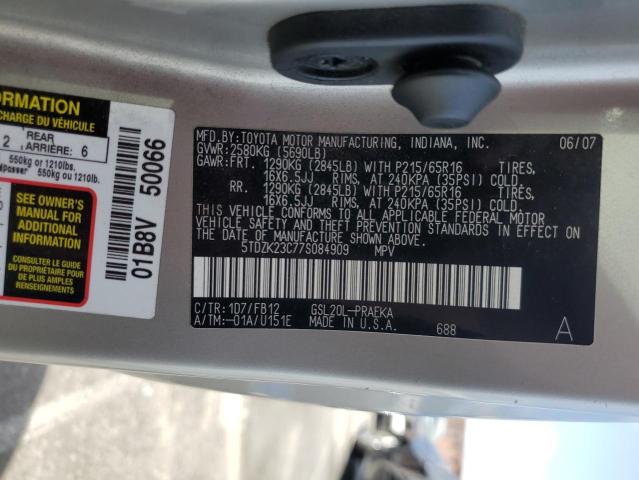 ORMATION
CHARGE DU VÉHICULE
2 REAR
ARRIÈRE: 6
550kg or 1210lbs.
550kg ou 1210lb.
SEE OWNER'S
MANUAL FOR
ADDITIONAL
INFORMATION
CONSULTER LE GUIDE
DU PROPRIÉTAIRE
POUR DE PLUS AMPLES
RENSEIGNEMENTS
01B8V 50066
MFD.BY:TOYOTA MOTOR MANUFACTURING, INDIANA, INC. 06/07
GVWR:2580KG (5690LB)
GAWR:FRT. 1290KG (2845LB) WITH P215/65R16 TIRES,
16X6.5JJ RIMS, AT 240KPA (35PSI) COLD
RR. 1290KG (2845LB) WITH P215/65R16 TIRES,
16X6.5JJ RIMS, AT 240KPA (35PSI) COLD.
THIS VEHICLE CONFORMS TO ALL APPLICABLE FEDERAL MOTOR
VEHICLE SAFETY AND THEFT PREVENTION STANDARDS IN EFFECT ON
THE DATE OF MANUFACTURE SHOWN ABOVE.
5TDZK23C77S084909 MPV
C/TR:1D7/FB12 GSL20L-PRAEKA
A/TM:-01A/U151E MADE IN U.S.A. 688 A